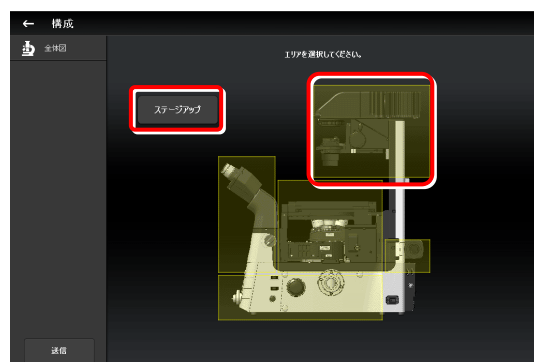 ← 構成
全体図
エリアを選択してください。
ステージアップ
送信